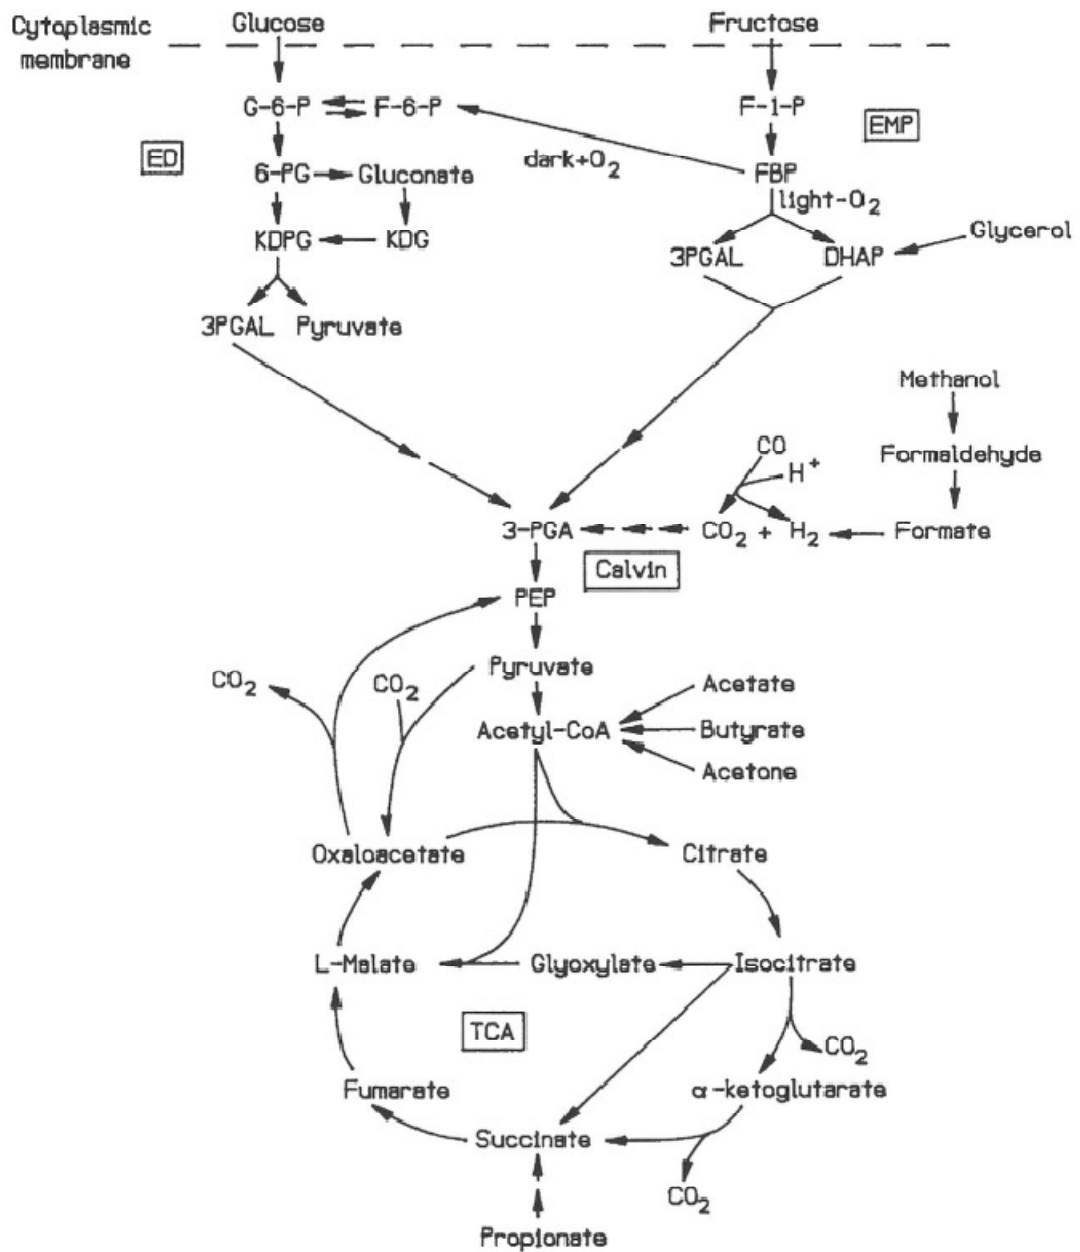 Cytoplasmic
membrane
Glucose
Fructose
G-6-P
F-6-P
F-1-P
EMP
ED
dark+O2
6-PG
Gluconate
FBP
light-O2
KDPG
KDG
Glycerol
3PGAL
DHAP
3PGAL
Pyruvate
Methanol
CO
H+
Formaldehyde
3-PGA
CO2 + H2
Formate
Calvin
PEP
Pyruvate
CO2
CO2
Acetate
Acetyl-CoA
Butyrate
Acetone
Oxaloacetate
Citrate
L-Malate
Glyoxylate
Isocitrate
TCA
CO2
Fumarate
α-ketoglutarate
Succinate
CO2
Propionate